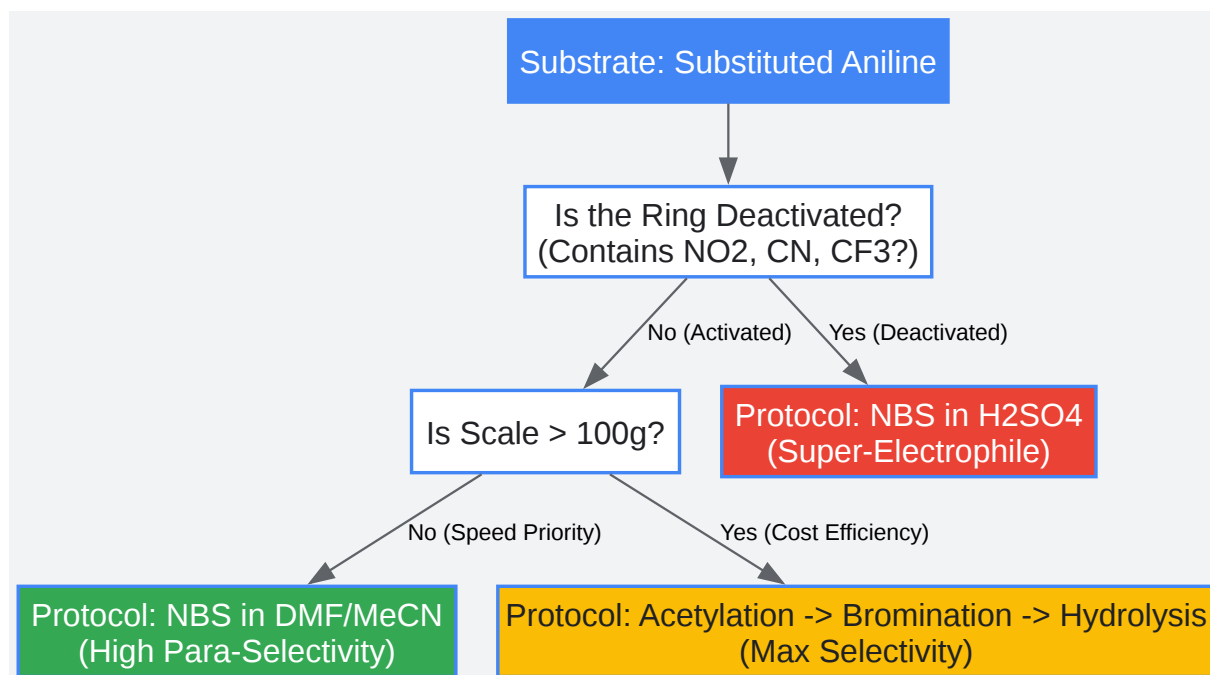 Substrate: Substituted Aniline
Is the Ring Deactivated?
(Contains NO2, CN, CF3?)
No (Activated)
Yes (Deactivated)
Is Scale > 100g?
Protocol: NBS in H2SO4
(Super-Electrophile)
No (Speed Priority)
Yes (Cost Efficiency)
Protocol: NBS in DMF/MeCN
(High Para-Selectivity)
Protocol: Acetylation -> Bromination -> Hydrolysis
(Max Selectivity)